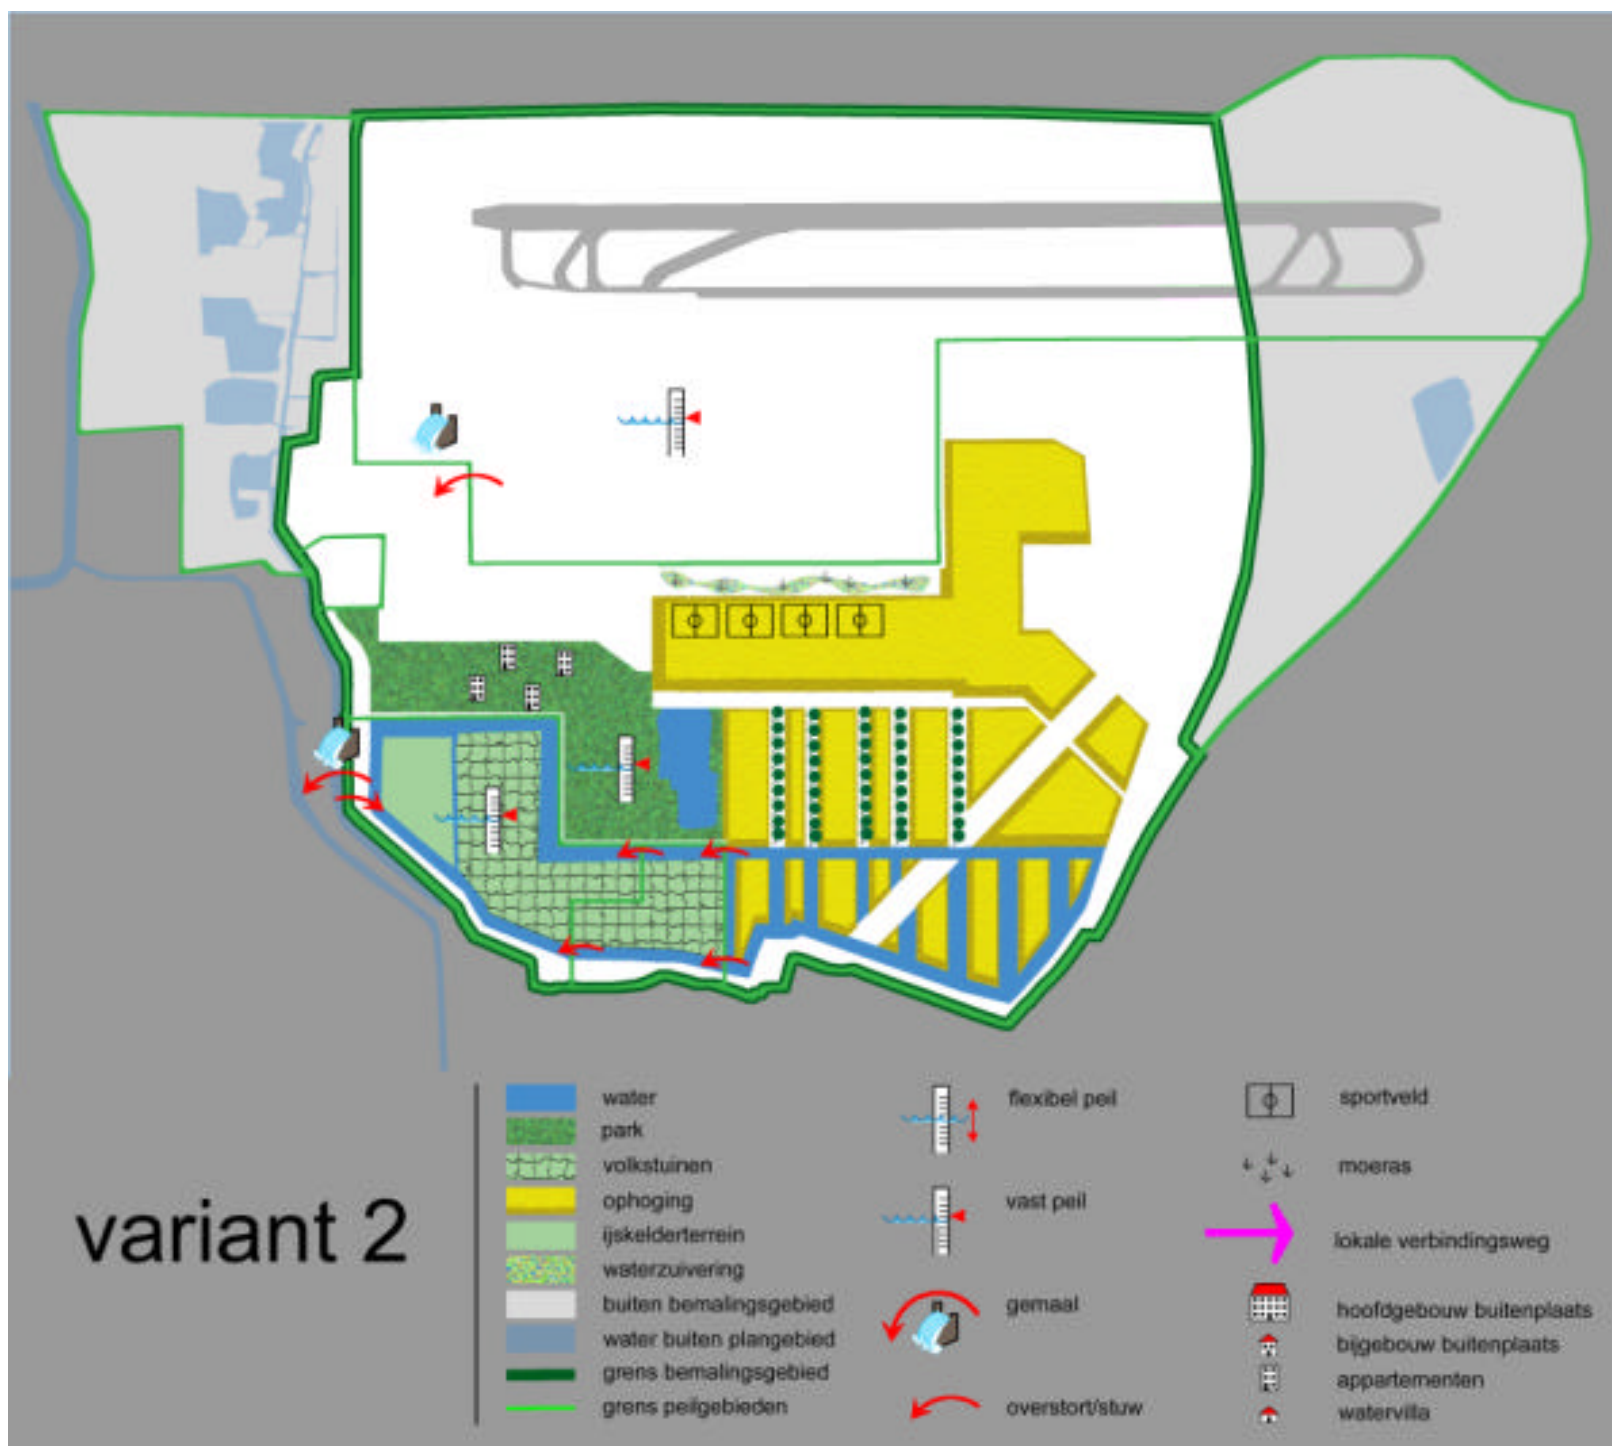 variant 2
water
park
volkstuinen
ophoging
ijskelderterrein
waterzuivering
buiten bemalingsgebied
water buiten plangebied
grens bemalingsgebied
grens peilgebieden
flexibel peil
vast peil
gemaal
overstort/stuw
sportveld
moeras
lokale verbindingsweg
hoofdgebouw buitenplaats
bijgebouw buitenplaats
appartementen
watervilla